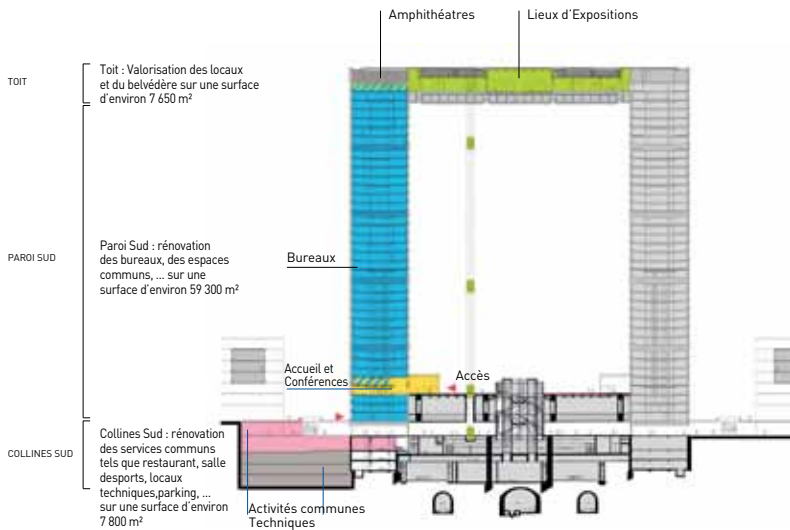 Amphithéatres
Lieux d'Expositions
TOIT
Toit : Valorisation des locaux
et du belvédère sur une surface
d'environ 7 650 m²
PAROI SUD
Paroi Sud : rénovation
des bureaux, des espaces
communs, ... sur une
surface d'environ 59 300 m²
Bureaux
Accueil et
Conférences
Accès
COLLINES SUD
Collines Sud : rénovation
des services communs
tels que restaurant, salle
desports, locaux
techniques,parking, ...
sur une surface d'environ
7 800 m²
Activités communes
Techniques